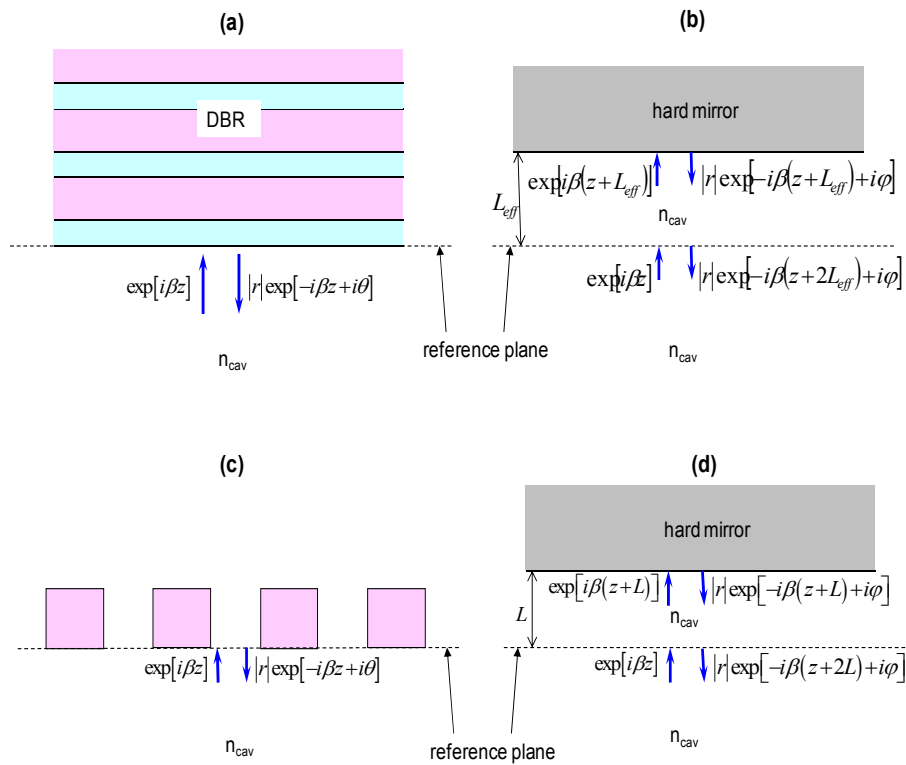 (a)
DBR
exp[iβz]
|r|exp[−iβz+iθ]
n_cav
(b)
hard mirror
exp[iβ(z+L_eff)]
|r|exp[−iβ(z+L_eff)+iφ]
L_eff
n_cav
exp[iβz]
|r|exp[−iβ(z+2L_eff)+iφ]
reference plane
n_cav
(c)
exp[iβz]
|r|exp[−iβz+iθ]
n_cav
(d)
hard mirror
exp[iβ(z+L)]
|r|exp[−iβ(z+L)+iφ]
L
n_cav
exp[iβz]
|r|exp[−iβ(z+2L)+iφ]
reference plane
n_cav